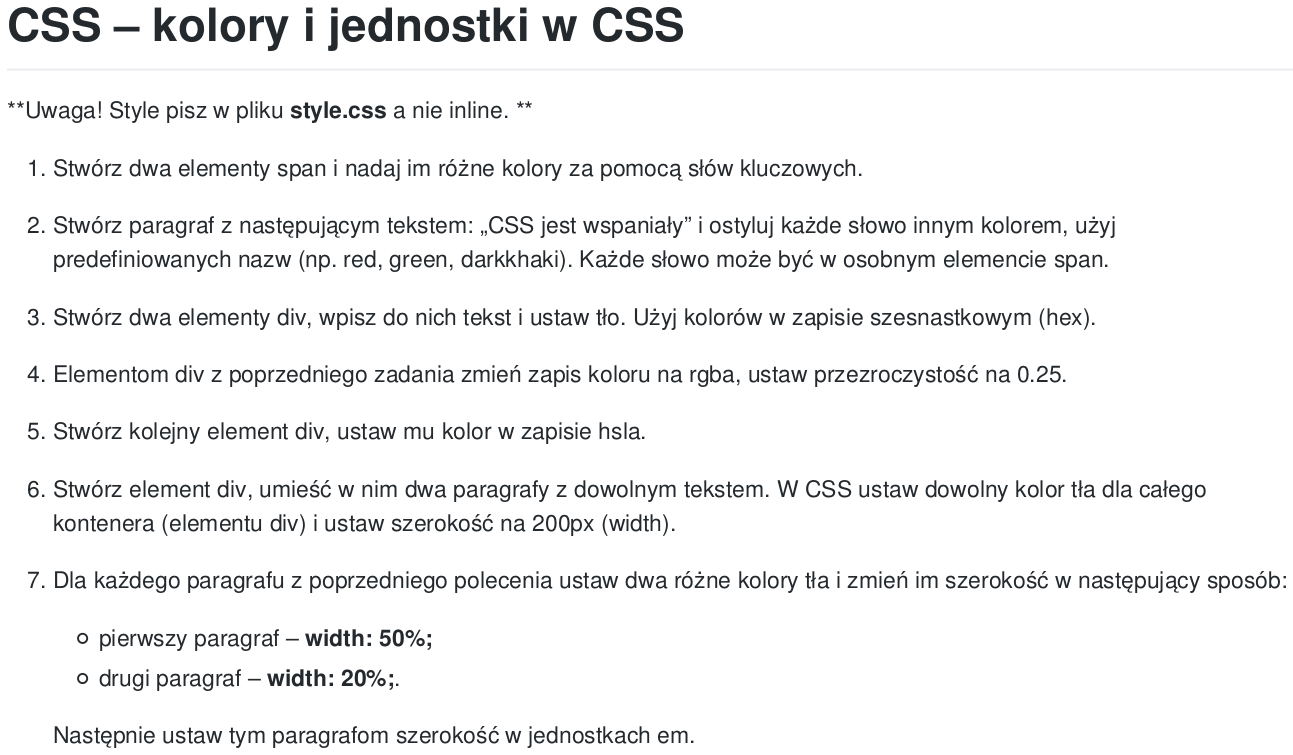 CSS – kolory i jednostki w CSS
**Uwaga! Style pisz w pliku style.css a nie inline. **
1. Stwórz dwa elementy span i nadaj im różne kolory za pomocą słów kluczowych.
2. Stwórz paragraf z następującym tekstem: „CSS jest wspaniały” i ostyluj każde słowo innym kolorem, użyj
predefiniowanych nazw (np. red, green, darkkhaki). Każde słowo może być w osobnym elemencie span.
3. Stwórz dwa elementy div, wpisz do nich tekst i ustaw tło. Użyj kolorów w zapisie szesnastkowym (hex).
4. Elementom div z poprzedniego zadania zmień zapis koloru na rgba, ustaw przezroczystość na 0.25.
5. Stwórz kolejny element div, ustaw mu kolor w zapisie hsla.
6. Stwórz element div, umieść w nim dwa paragrafy z dowolnym tekstem. W CSS ustaw dowolny kolor tła dla całego
kontenera (elementu div) i ustaw szerokość na 200px (width).
7. Dla każdego paragrafu z poprzedniego polecenia ustaw dwa różne kolory tła i zmień im szerokość w następujący sposób:
○ pierwszy paragraf – width: 50%;
○ drugi paragraf – width: 20%;.
Następnie ustaw tym paragrafom szerokość w jednostkach em.